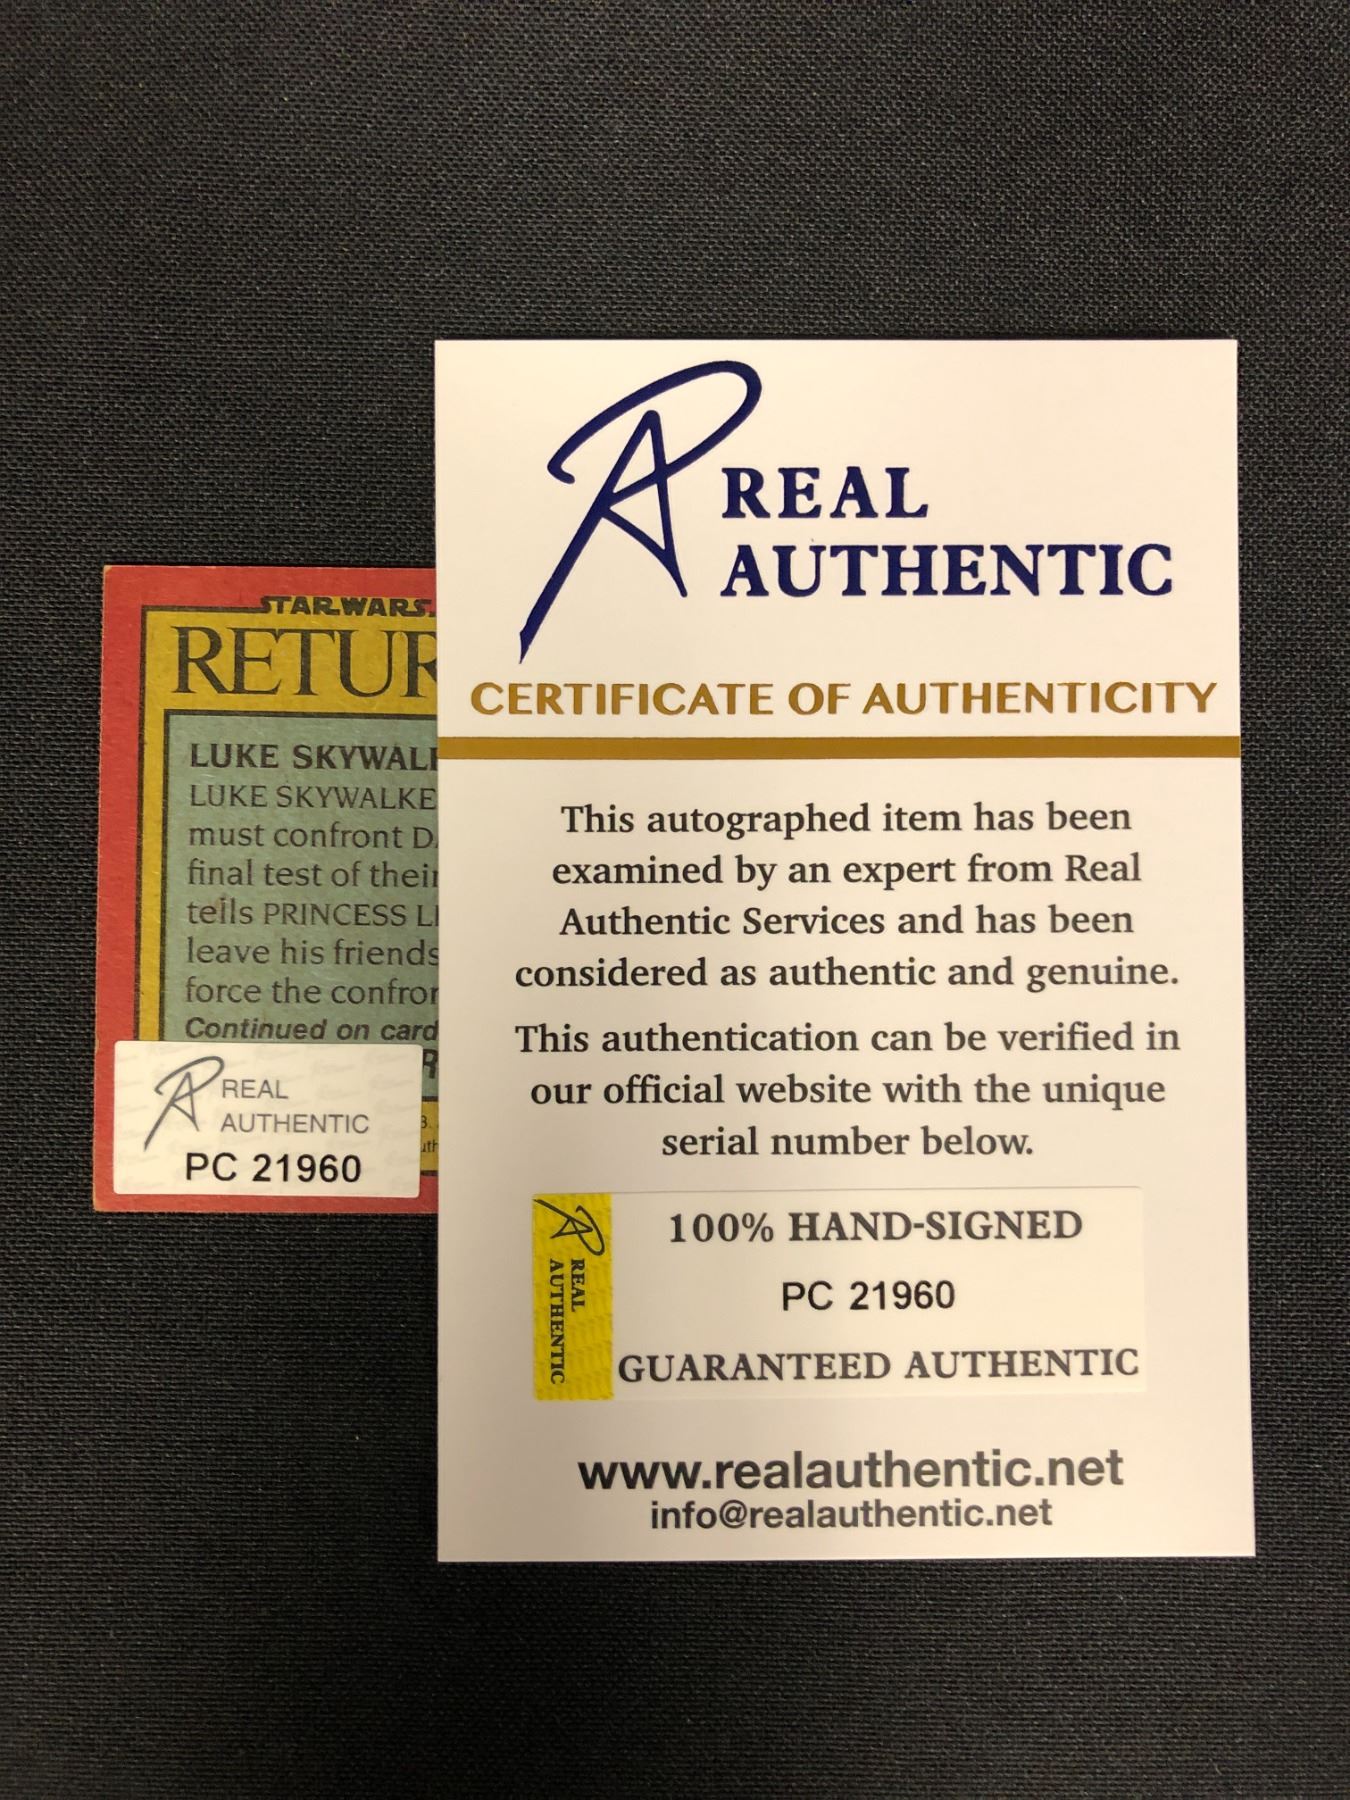 REAL
AUTHENTIC
CERTIFICATE OF AUTHENTICITY
This autographed item has been
examined by an expert from Real
Authentic Services and has been
considered as authentic and genuine.
This authentication can be verified in
our official website with the unique
serial number below.
REAL
AUTHENTIC
100% HAND-SIGNED
PC 21960
GUARANTEED AUTHENTIC
www.realauthentic.net
info@realauthentic.net
STAR WARS
RETUR
LUKE SKYWAL
LUKE SKYWALKE
must confront D
final test of their
tells PRINCESS L
leave his friends
force the confror
Continued on card
REAL
AUTHENTIC
PC 21960